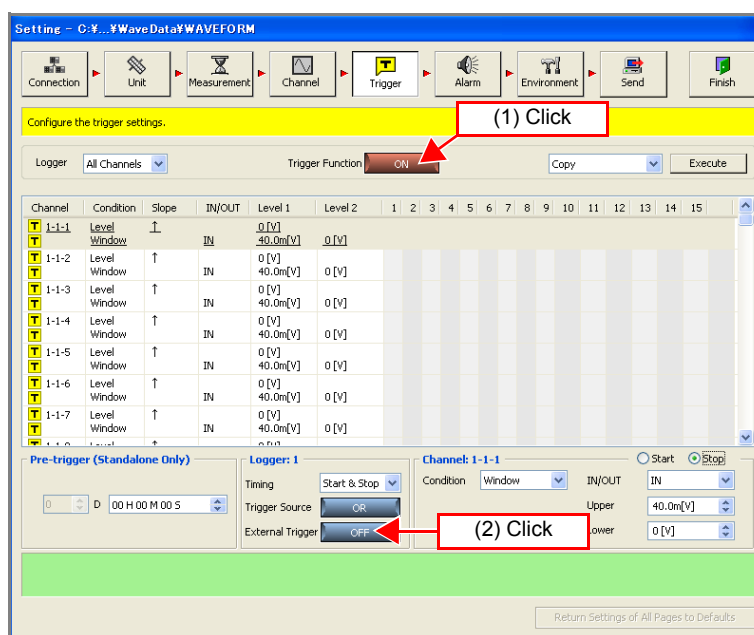 Setting - C:¥...¥WaveData¥WAVEFORM
Connection Unit Measurement Channel Trigger Alarm Environment Send Finish
Configure the trigger settings.
(1) Click
Logger All Channels Trigger Function ON Copy Execute
Channel Condition Slope IN/OUT Level 1 Level 2 1 2 3 4 5 6 7 8 9 10 11 12 13 14 15
T 1-1-1 Level ↑ 0 [V]
T Window IN 40.0m[V] 0 [V]
T 1-1-2 Level ↑ 0 [V]
T Window IN 40.0m[V] 0 [V]
T 1-1-3 Level ↑ 0 [V]
T Window IN 40.0m[V] 0 [V]
T 1-1-4 Level ↑ 0 [V]
T Window IN 40.0m[V] 0 [V]
T 1-1-5 Level ↑ 0 [V]
T Window IN 40.0m[V] 0 [V]
T 1-1-6 Level ↑ 0 [V]
T Window IN 40.0m[V] 0 [V]
T 1-1-7 Level ↑ 0 [V]
T Window IN 40.0m[V] 0 [V]
Pre-trigger (Standalone Only)
0 D 00 H 00 M 00 S
Logger: 1
Timing Start & Stop
Trigger Source OR
External Trigger OFF
(2) Click
Channel: 1-1-1 Start Stop
Condition Window IN/OUT IN
Upper 40.0m[V]
0 [V]
Return Settings of All Pages to Defaults